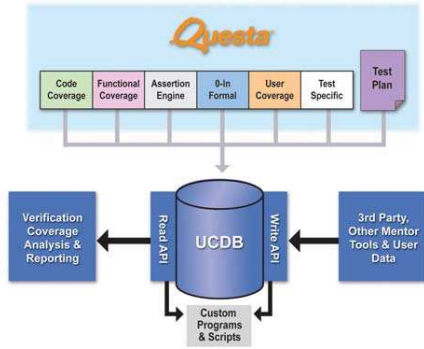 Questa
Code
Coverage
Functional
Coverage
Assertion
Engine
0-In
Formal
User
Coverage
Test
Specific
Test
Plan
Verification
Coverage
Analysis &
Reporting
Read API
UCDB
Write API
3rd Party,
Other Mentor
Tools & User
Data
Custom
Programs
& Scripts